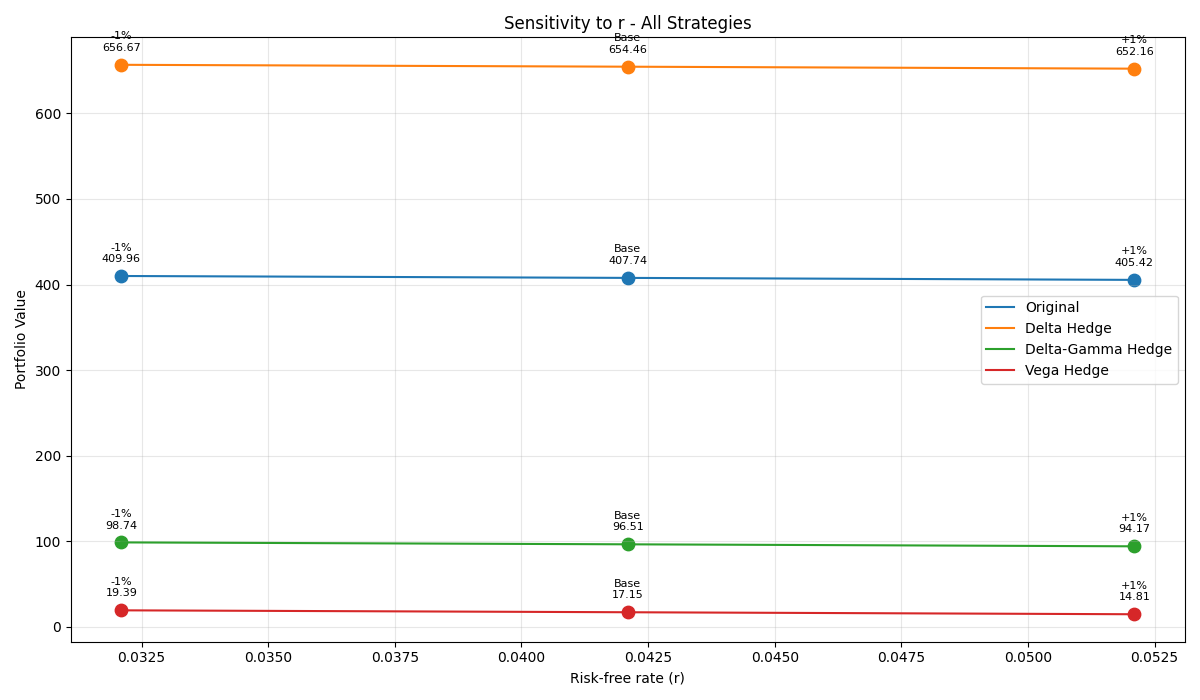 Sensitivity to r - All Strategies
-1%
656.67
Base
654.46
+1%
652.16
600
500
-1%
409.96
Base
407.74
+1%
405.42
400
Original
Delta Hedge
Delta-Gamma Hedge
Vega Hedge
Portfolio Value
300
200
-1%
98.74
Base
96.51
+1%
94.17
100
-1%
19.39
Base
17.15
+1%
14.81
0
0.0325 0.0350 0.0375 0.0400 0.0425 0.0450 0.0475 0.0500 0.0525
Risk-free rate (r)